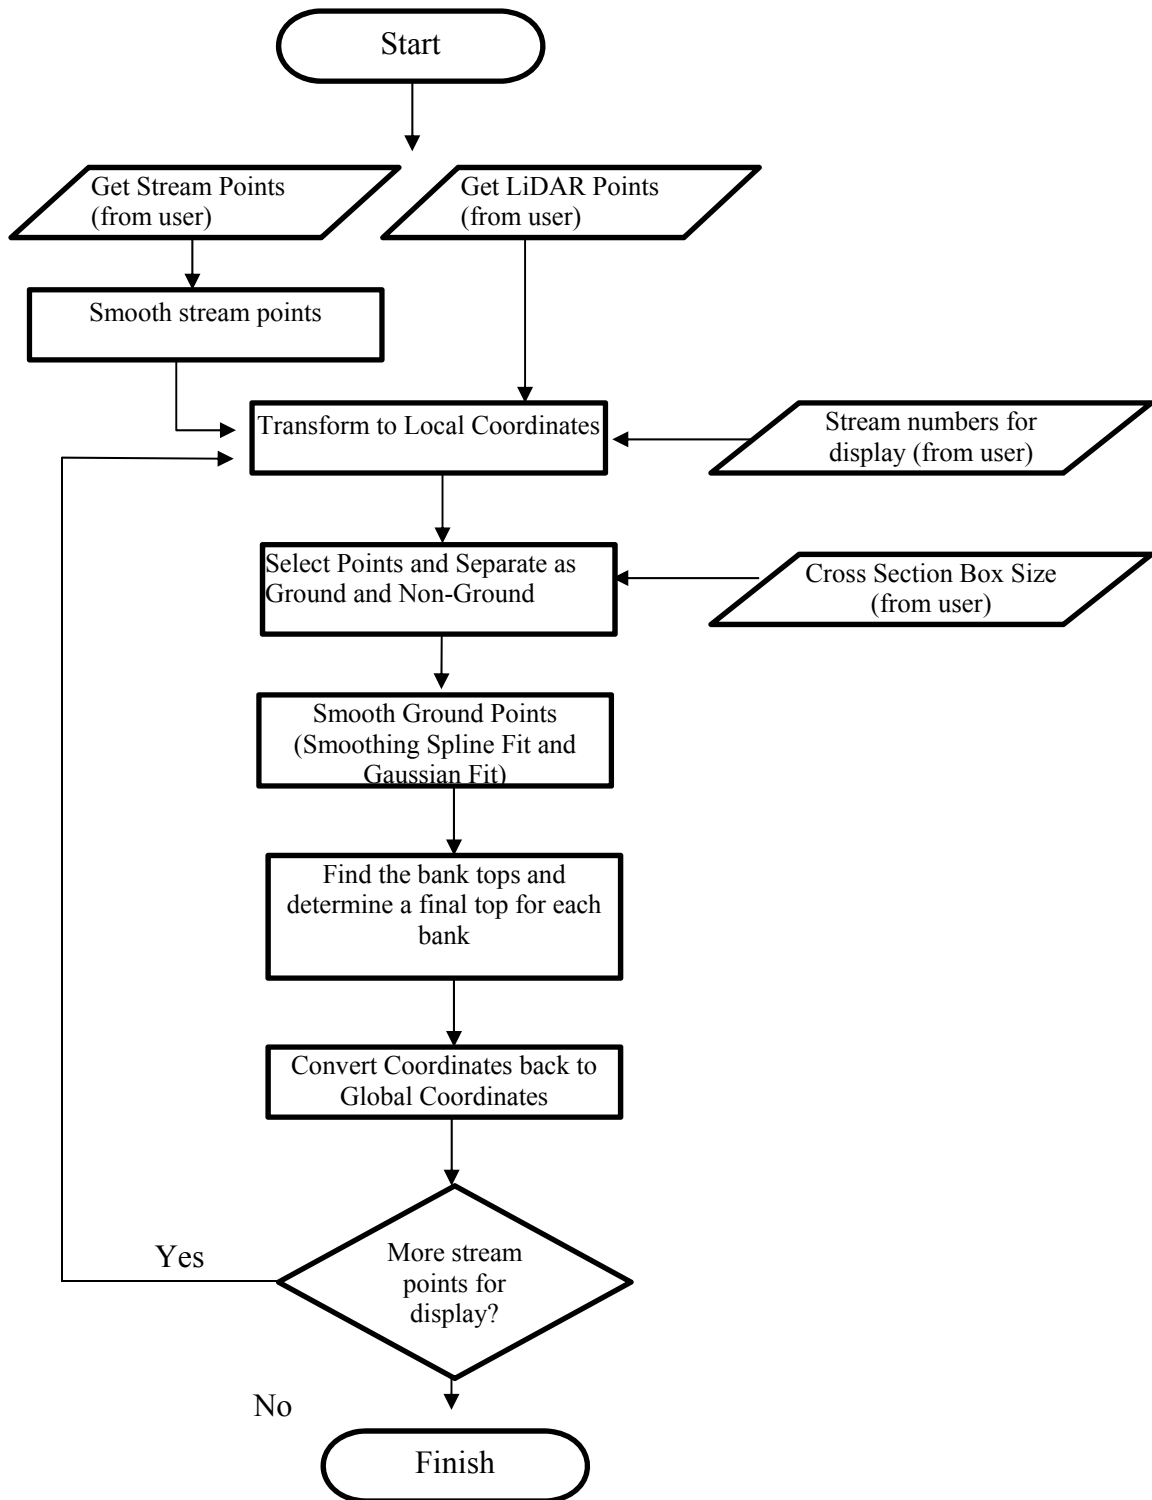 Start
Get Stream Points
(from user)
Get LiDAR Points
(from user)
Smooth stream points
Transform to Local Coordinates
Stream numbers for
display (from user)
Select Points and Separate as
Ground and Non-Ground
Cross Section Box Size
(from user)
Smooth Ground Points
(Smoothing Spline Fit and
Gaussian Fit)
Find the bank tops and
determine a final top for each
bank
Convert Coordinates back to
Global Coordinates
Yes
More stream
points for
display?
No
Finish